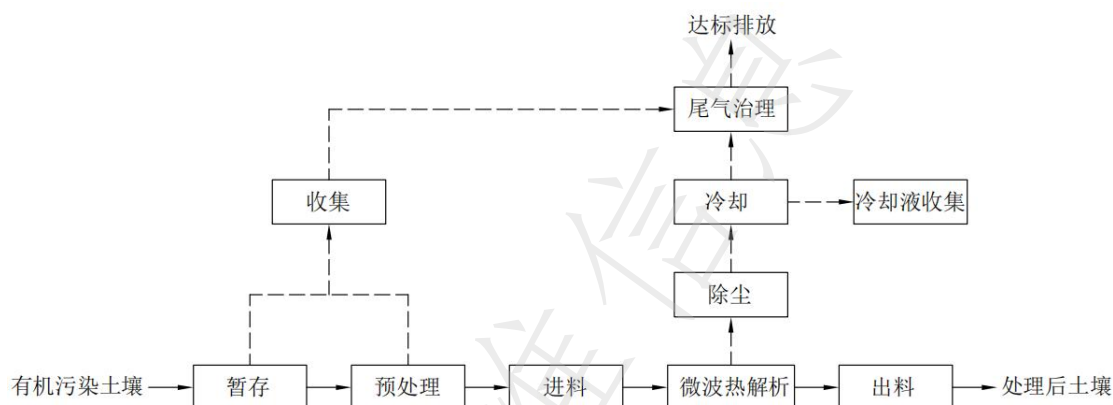 达标排放
尾气治理
收集
冷却
冷却液收集
除尘
有机污染土壤
暂存
预处理
进料
微波热解析
出料
处理后土壤
信息